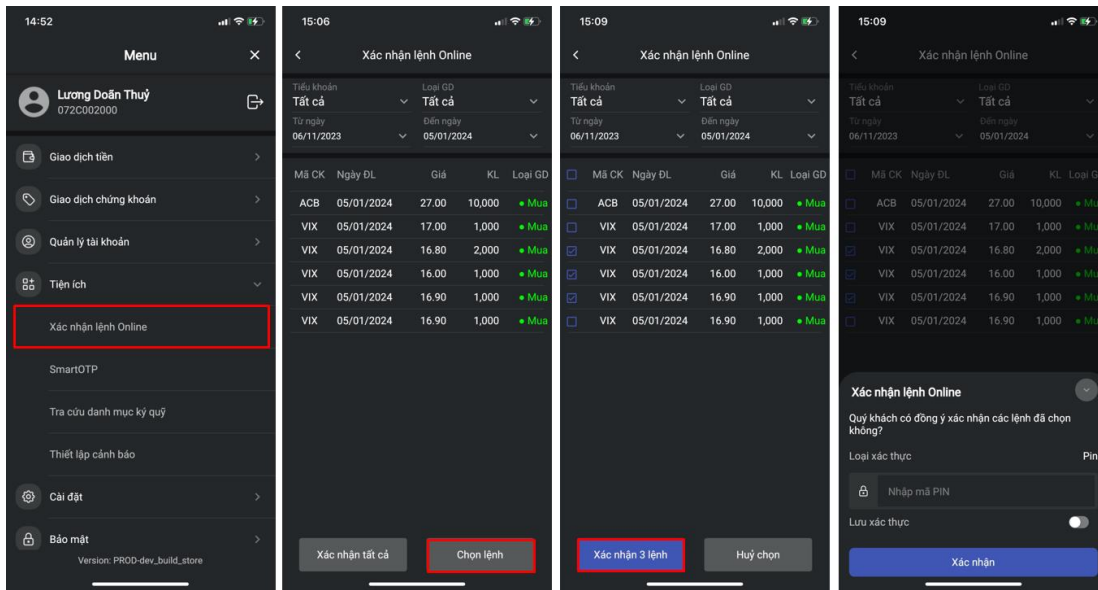 14:52
Menu
Lương Doãn Thuỷ
072C002000
Giao dịch tiền
Giao dịch chứng khoán
Quản lý tài khoản
Tiện ích
Xác nhận lệnh Online
SmartOTP
Tra cứu danh mục ký quỹ
Thiết lập cảnh báo
Cài đặt
Bảo mật
Version: PROD-dev_build_store
15:06
Xác nhận lệnh Online
Tiểu khoản Loại GD
Tất cả Tất cả
Từ ngày Đến ngày
06/11/2023 05/01/2024
Mã CK Ngày ĐL Giá KL Loại GD
ACB 05/01/2024 27.00 10,000 Mua
VIX 05/01/2024 17.00 1,000 Mua
VIX 05/01/2024 16.80 2,000 Mua
VIX 05/01/2024 16.00 1,000 Mua
VIX 05/01/2024 16.90 1,000 Mua
VIX 05/01/2024 16.90 1,000 Mua
Xác nhận tất cả Chọn lệnh
15:09
Xác nhận lệnh Online
Tiểu khoản Loại GD
Tất cả Tất cả
Từ ngày Đến ngày
06/11/2023 05/01/2024
Mã CK Ngày ĐL Giá KL Loại GD
ACB 05/01/2024 27.00 10,000 Mua
VIX 05/01/2024 17.00 1,000 Mua
VIX 05/01/2024 16.80 2,000 Mua
VIX 05/01/2024 16.00 1,000 Mua
VIX 05/01/2024 16.90 1,000 Mua
VIX 05/01/2024 16.90 1,000 Mua
Xác nhận 3 lệnh Huỷ chọn
15:09
Xác nhận lệnh Online
Tiểu khoản Loại GD
Tất cả Tất cả
Từ ngày Đến ngày
06/11/2023 05/01/2024
Mã CK Ngày ĐL Giá KL Loại G
ACB 05/01/2024 27.00 10,000 Mu
VIX 05/01/2024 17.00 1,000 Mu
VIX 05/01/2024 16.80 2,000 Mu
VIX 05/01/2024 16.00 1,000 Mu
VIX 05/01/2024 16.90 1,000 Mu
VIX 05/01/2024 16.90 1,000 Mu
Xác nhận lệnh Online
Quý khách có đồng ý xác nhận các lệnh đã chọn
không?
Loại xác thực Pin
Nhập mã PIN
Lưu xác thực
Xác nhận